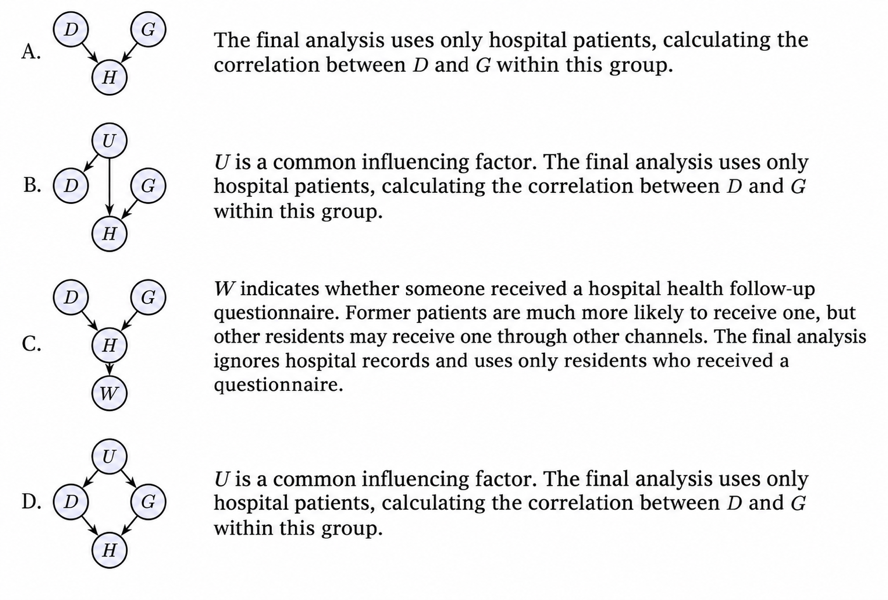 D G
A.
H
The final analysis uses only hospital patients, calculating the
correlation between D and G within this group.
U
B. D G
H
U is a common influencing factor. The final analysis uses only
hospital patients, calculating the correlation between D and G
within this group.
D G
C. H
W
W indicates whether someone received a hospital health follow-up
questionnaire. Former patients are much more likely to receive one, but
other residents may receive one through other channels. The final analysis
ignores hospital records and uses only residents who received a
questionnaire.
U
D. D G
H
U is a common influencing factor. The final analysis uses only
hospital patients, calculating the correlation between D and G
within this group.